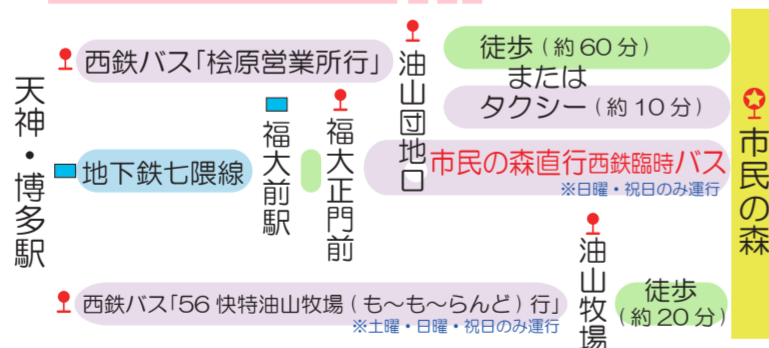 天神・博多駅
西鉄バス「桧原営業所行」
油山団地口
徒歩（約60分）
または
タクシー（約10分）
地下鉄七隈線
福大前駅
福大正門前
市民の森直行西鉄臨時バス
※日曜・祝日のみ運行
西鉄バス「56 快特油山牧場（も〜も〜らんど）行」
※土曜・日曜・祝日のみ運行
油山牧場
徒歩
（約20分）
市民の森